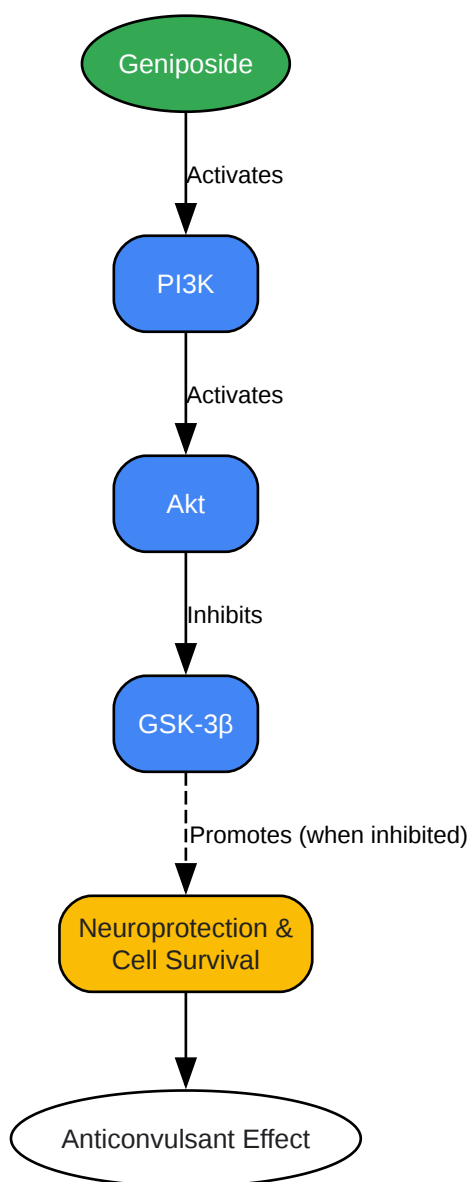 Geniposide
Activates
PI3K
Activates
Akt
Inhibits
GSK-3β
Promotes (when inhibited)
Neuroprotection &
Cell Survival
Anticonvulsant Effect